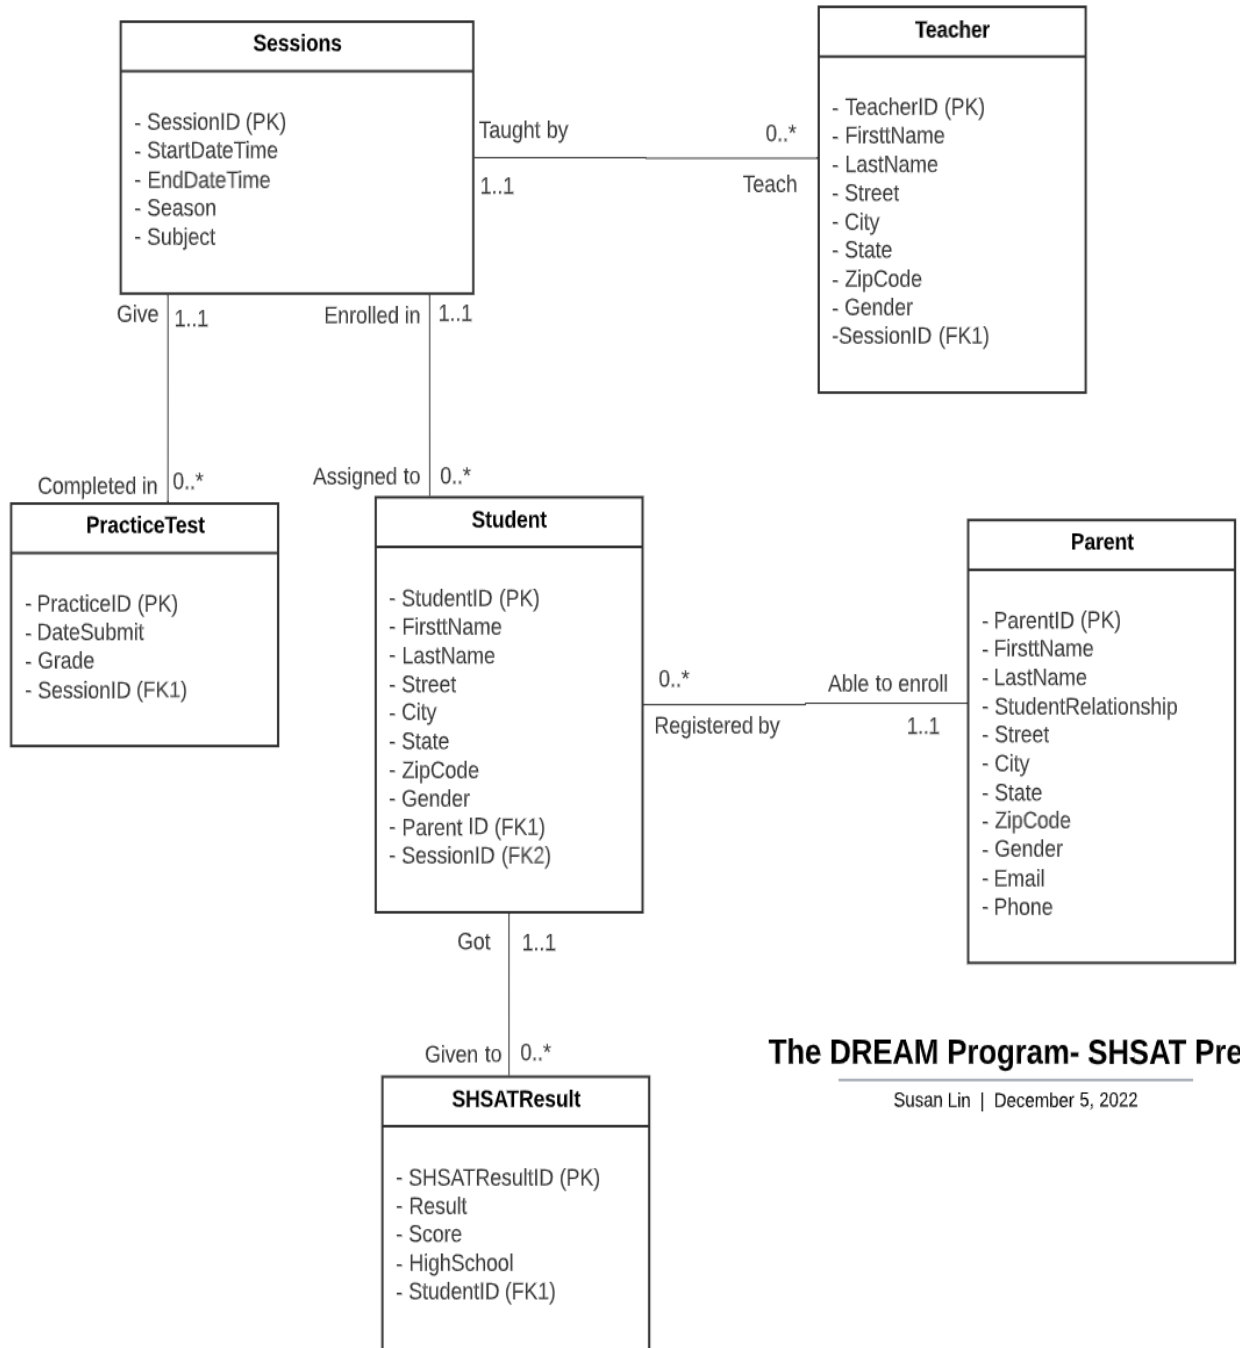 Sessions
- SessionID (PK)
- StartDateTime
- EndDateTime
- Season
- Subject
Teacher
- TeacherID (PK)
- FirsttName
- LastName
- Street
- City
- State
- ZipCode
- Gender
-SessionID (FK1)
Taught by
1..1
0..*
Teach
Give
1..1
Enrolled in
1..1
Completed in
0..*
Assigned to
0..*
PracticeTest
- PracticeID (PK)
- DateSubmit
- Grade
- SessionID (FK1)
Student
- StudentID (PK)
- FirsttName
- LastName
- Street
- City
- State
- ZipCode
- Gender
- Parent ID (FK1)
- SessionID (FK2)
0..*
Registered by
Able to enroll
1..1
Parent
- ParentID (PK)
- FirsttName
- LastName
- StudentRelationship
- Street
- City
- State
- ZipCode
- Gender
- Email
- Phone
Got
1..1
Given to
0..*
SHSATResult
- SHSATResultID (PK)
- Result
- Score
- HighSchool
- StudentID (FK1)
The DREAM Program- SHSAT Pre
Susan Lin | December 5, 2022